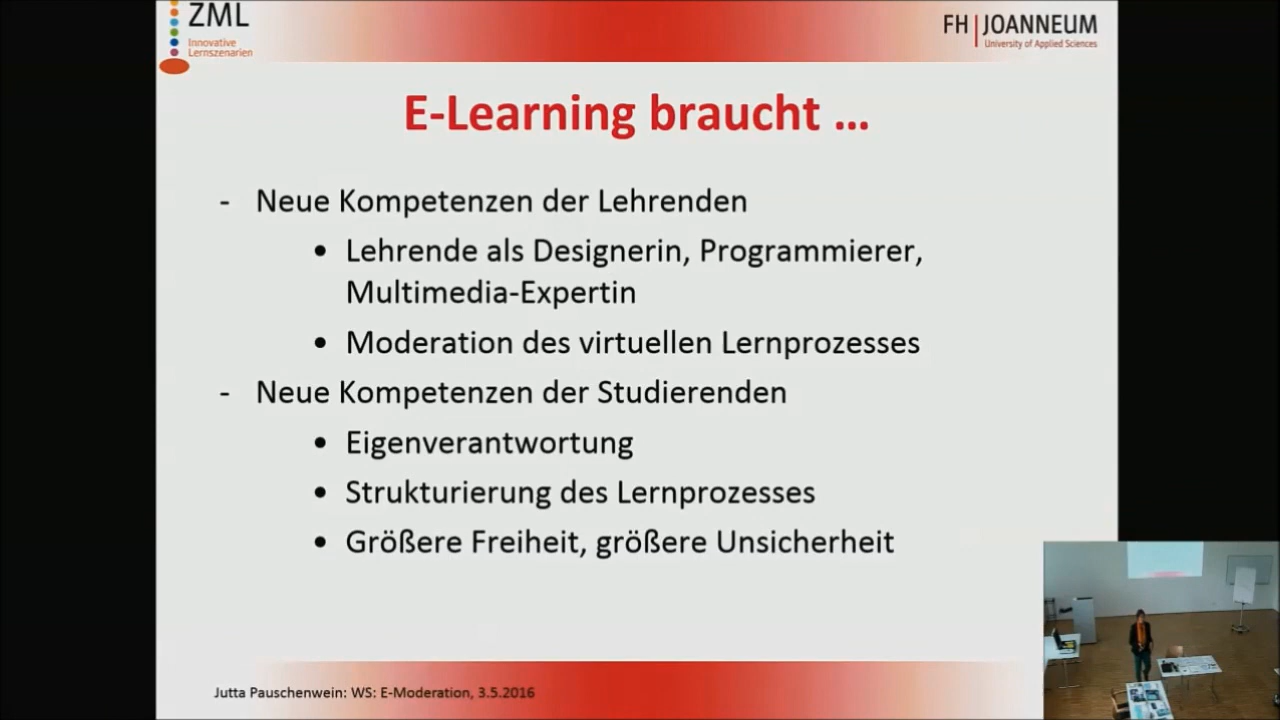 ZML
Innovative
Lernszenarien
FH | JOANNEUM
University of Applied Sciences
E-Learning braucht ...
- Neue Kompetenzen der Lehrenden
• Lehrende als Designerin, Programmierer,
Multimedia-Expertin
• Moderation des virtuellen Lernprozesses
- Neue Kompetenzen der Studierenden
• Eigenverantwortung
• Strukturierung des Lernprozesses
• Größere Freiheit, größere Unsicherheit
Jutta Pauschenwein: WS: E-Moderation, 3.5.2016